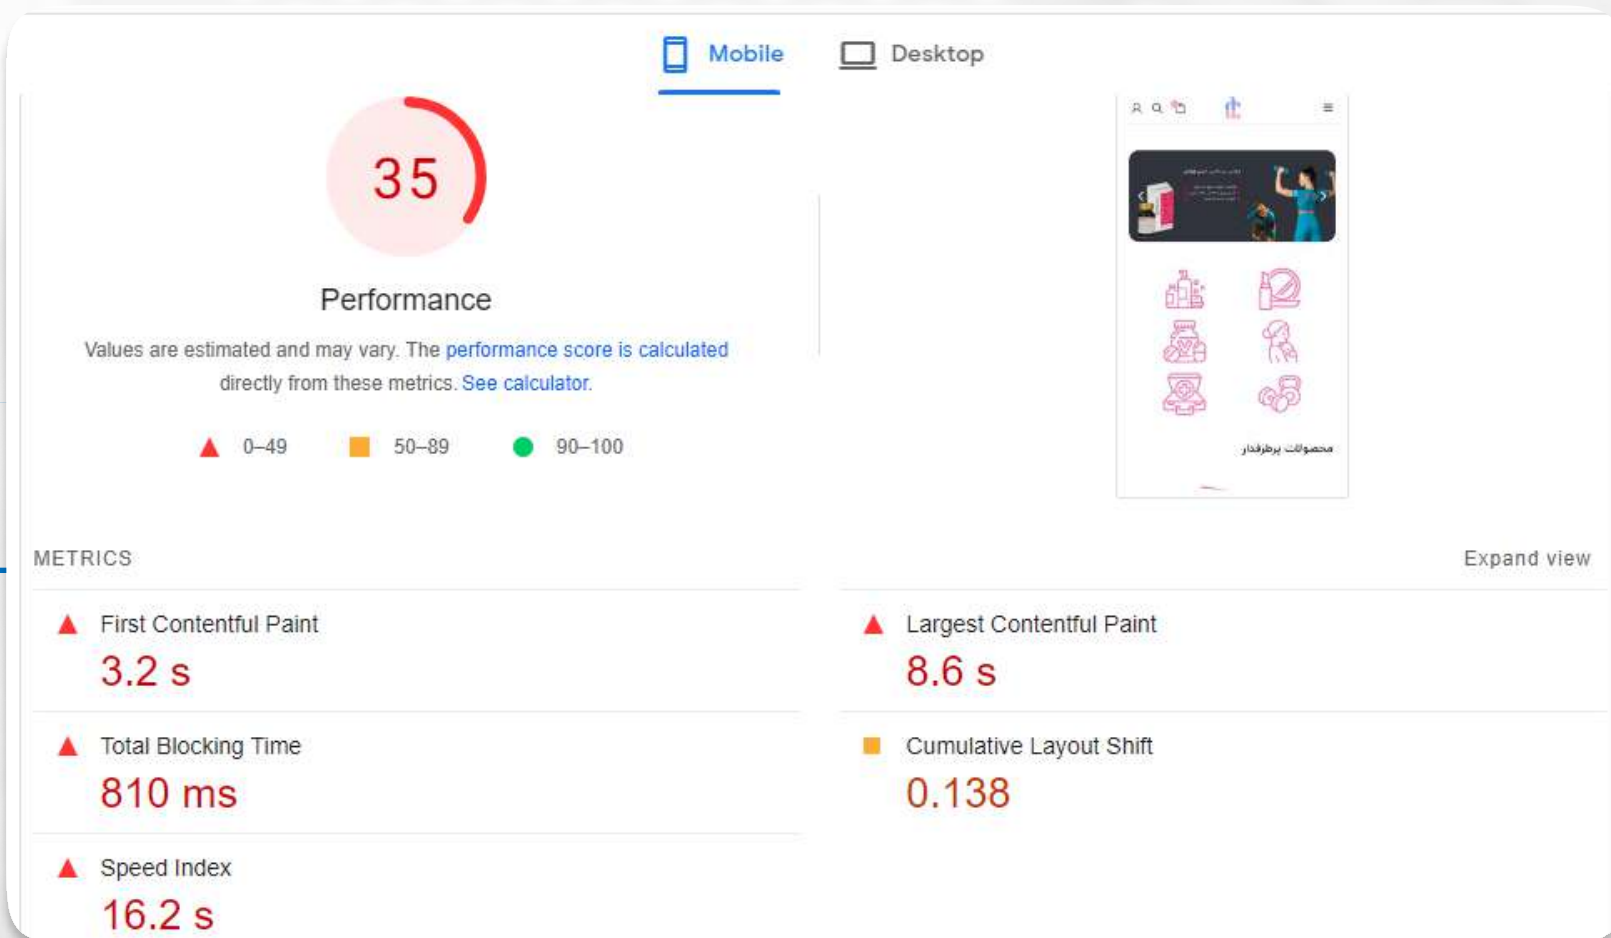 Mobile
Desktop
35
Performance
Values are estimated and may vary. The performance score is calculated
directly from these metrics. See calculator.
0–49
50–89
90–100
محصولات پرطرفدار
METRICS
Expand view
First Contentful Paint
3.2 s
Largest Contentful Paint
8.6 s
Total Blocking Time
810 ms
Cumulative Layout Shift
0.138
Speed Index
16.2 s